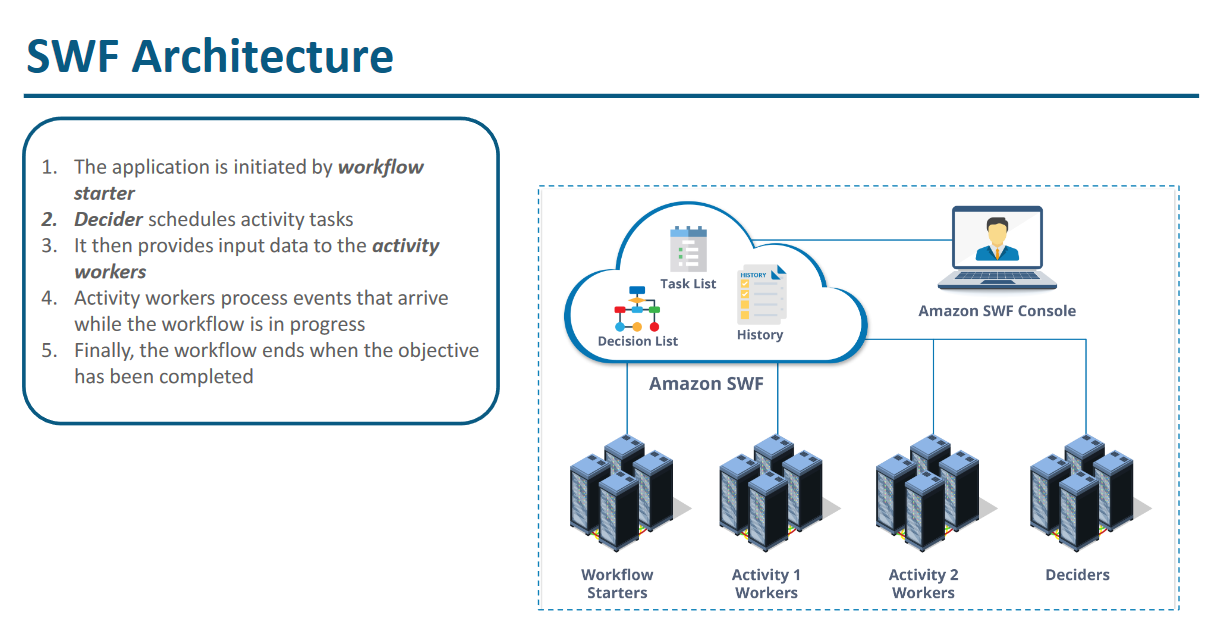 SWF Architecture
1. The application is initiated by workflow
starter
2. Decider schedules activity tasks
3. It then provides input data to the activity
workers
4. Activity workers process events that arrive
while the workflow is in progress
5. Finally, the workflow ends when the objective
has been completed
Task List
HISTORY
Decision List
History
Amazon SWF
Amazon SWF Console
Workflow
Starters
Activity 1
Workers
Activity 2
Workers
Deciders